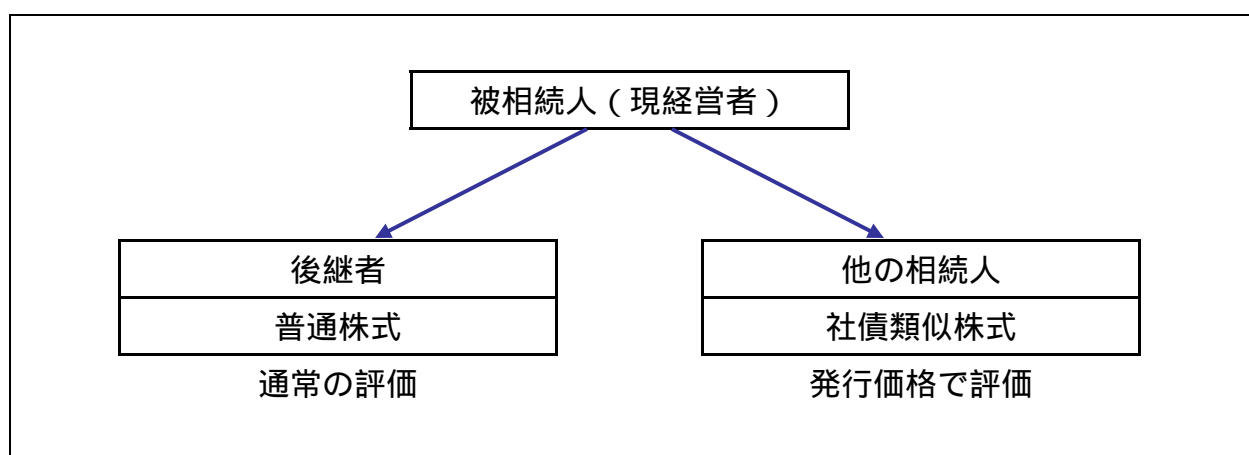 被相続人（現経営者）
後継者
普通株式
通常の評価
他の相続人
社債類似株式
発行価格で評価